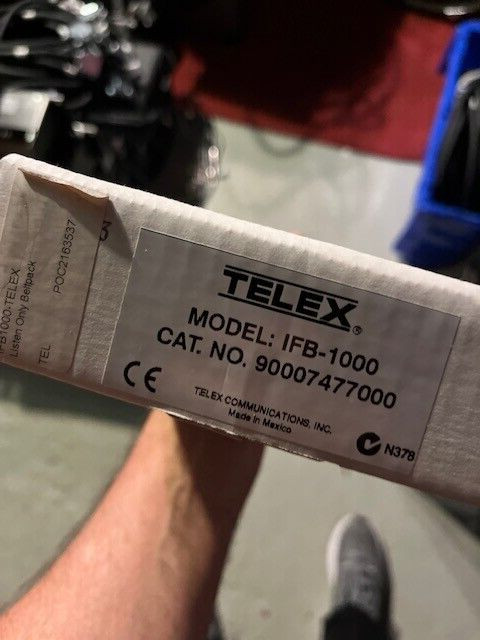 IFB1000-TELEX
Listen Only Beltpack
TEL
POC2163537
TELEX®
MODEL: IFB-1000
CAT. NO. 90007477000
CE
TELEX COMMUNICATIONS, INC.
Made in Mexico
N378